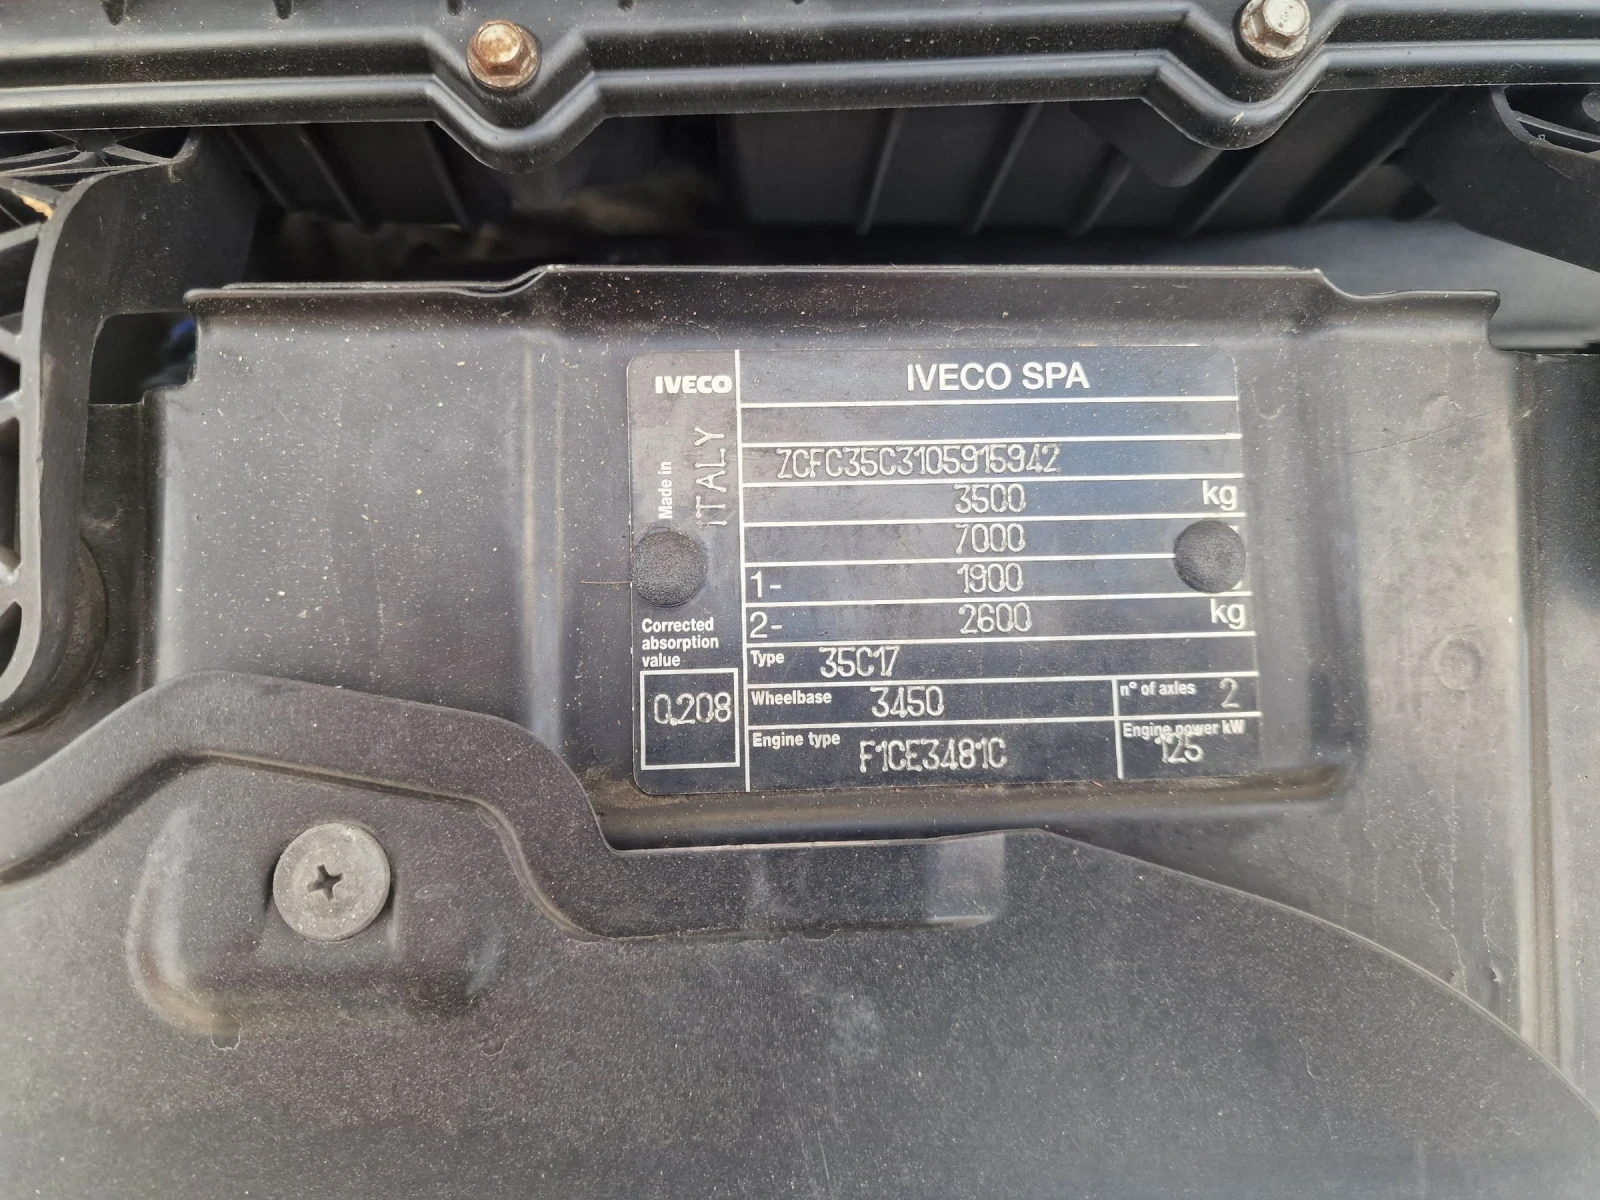 IVECO
IVECO SPA
Made in
ITALY
ZCFC35C3105915942
3500 kg
7000
1- 1900
2- 2600 kg
Corrected
absorption
value
0.208
Type 35C17
Wheelbase 3450
n° of axles 2
Engine type F1CE3481C
Engine power kW
125